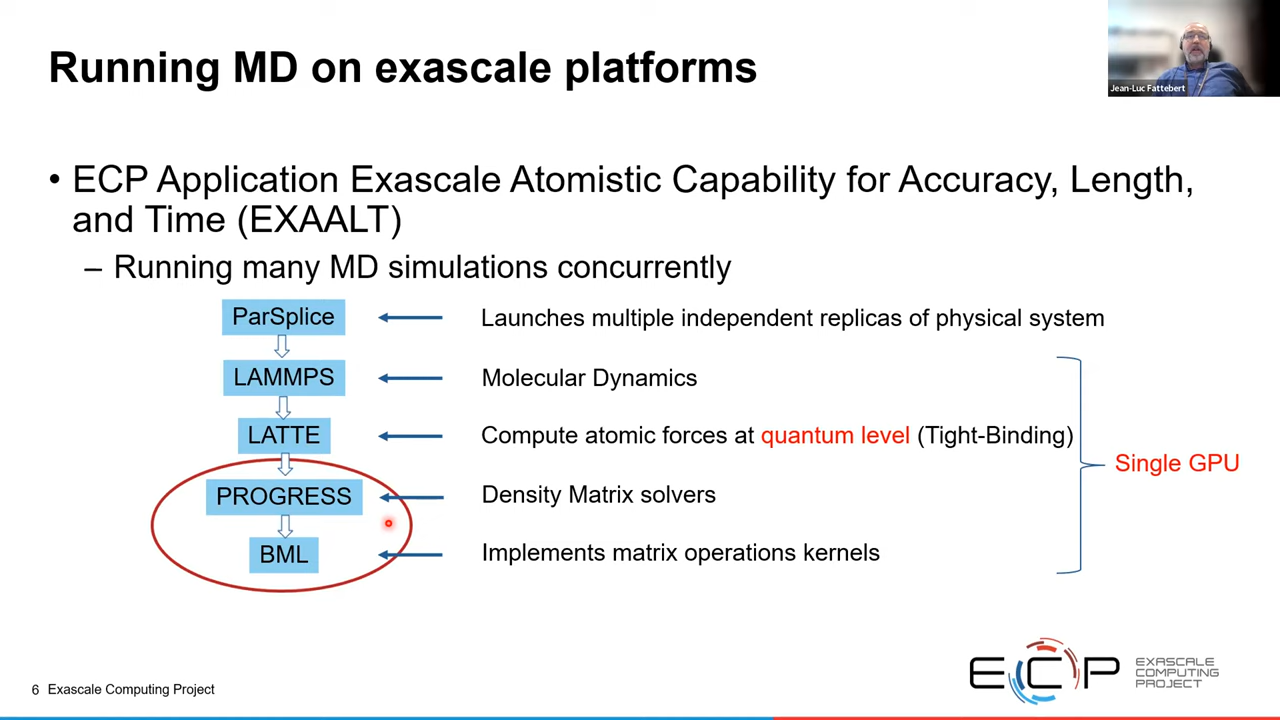 Running MD on exascale platforms
Jean-Luc Fattebert
• ECP Application Exascale Atomistic Capability for Accuracy, Length,
and Time (EXAALT)
– Running many MD simulations concurrently
ParSplice
Launches multiple independent replicas of physical system
LAMMPS
Molecular Dynamics
LATTE
Compute atomic forces at quantum level (Tight-Binding)
Single GPU
PROGRESS
Density Matrix solvers
BML
Implements matrix operations kernels
6 Exascale Computing Project
ECP
EXASCALE
COMPUTING
PROJECT